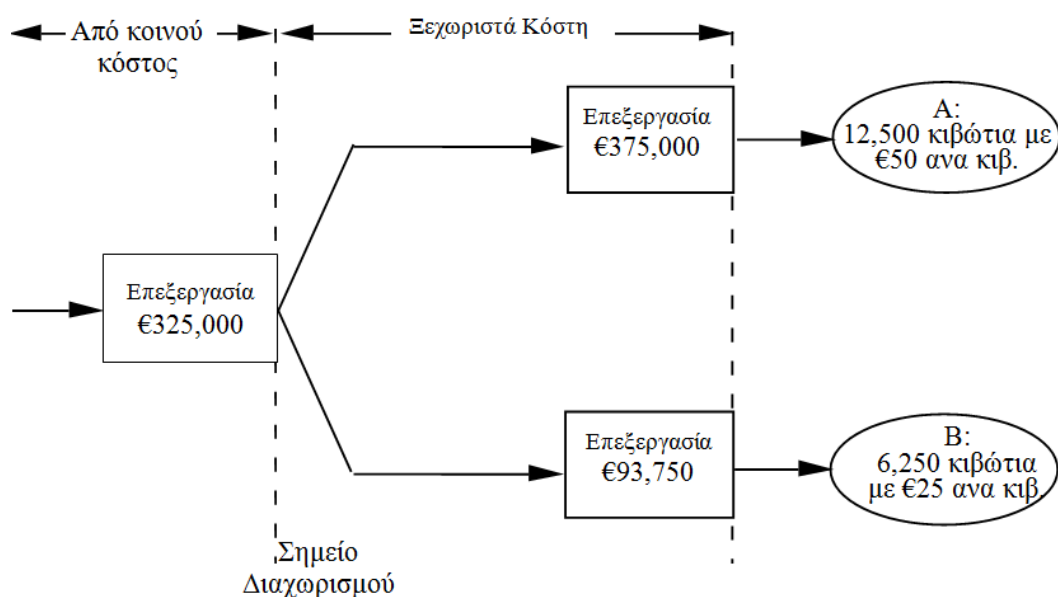 Από κοινού
κόστος
Ξεχωριστά Κόστη
Επεξεργασία
€325,000
Επεξεργασία
€375,000
Α:
12,500 κιβώτια με
€50 ανα κιβ.
Επεξεργασία
€93,750
Β:
6,250 κιβώτια
με €25 ανα κιβ.
Σημείο
Διαχωρισμού